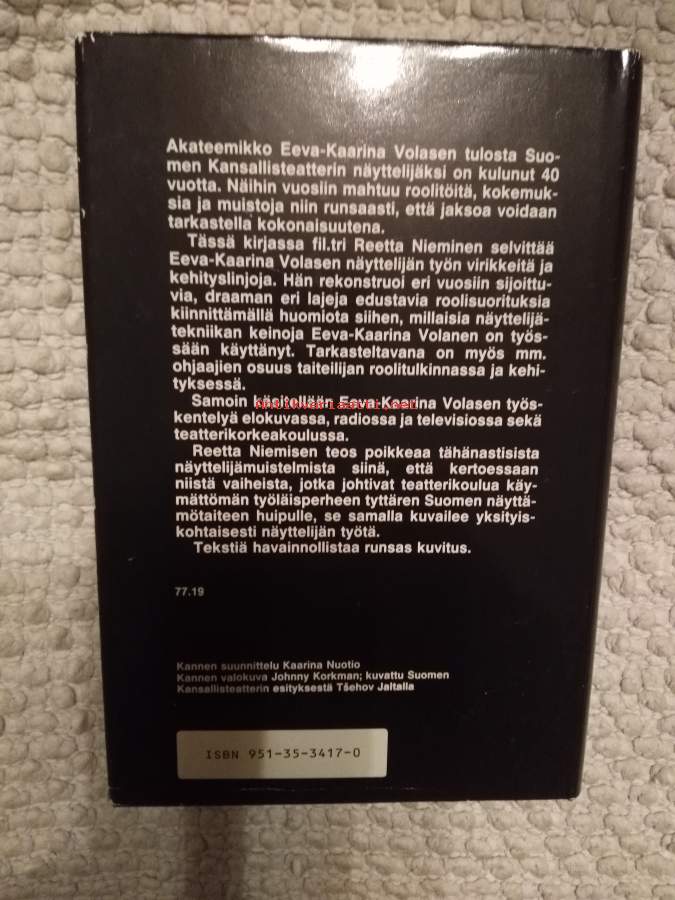 Akateemikko Eeva-Kaarina Volasen tulosta Suo-
men Kansallisteatterin näyttelijäksi on kulunut 40
vuotta. Näihin vuosiin mahtuu roolitöitä, kokemuk-
sia ja muistoja niin runsaasti, että jaksoa voidaan
tarkastella kokonaisuutena.
Tässä kirjassa fil.tri Reetta Nieminen selvittää
Eeva-Kaarina Volasen näyttelijän työn virikkeitä ja
kehityslinjoja. Hän rekonstruoi eri vuosiin sijoittu-
via, draaman eri lajeja edustavia roolisuorituksia
kiinnittämällä huomiota siihen, millaisia näyttelijä-
tekniikan keinoja Eeva-Kaarina Volanen on työs-
sään käyttänyt. Tarkasteltavana on myös mm.
ohjaajien osuus taiteilijan roolitulkinnassa ja kehi-
tyksessä.
Samoin käsitellään Eeva-Kaarina Volasen työs-
kentelyä elokuvassa, radiossa ja televisiossa sekä
teatterikorkeakoulussa.
Reetta Niemisen teos poikkeaa tähänastisista
näyttelijämuistelmista siinä, että kertoessaan
niistä vaiheista, jotka johtivat teatterikoulua käy-
mättömän työläisperheen tyttären Suomen näyttä-
mötaiteen huipulle, se samalla kuvailee yksityis-
kohtaisesti näyttelijän työtä.
Tekstiä havainnollistaa runsas kuvitus.
77.19
Kannen suunnittelu Kaarina Nuotio
Kannen valokuva Johnny Korkman; kuvattu Suomen
Kansallisteatterin esityksestä Tšehov Jaltalla
ISBN 951-35-3417-0
Antikvariaatti.net